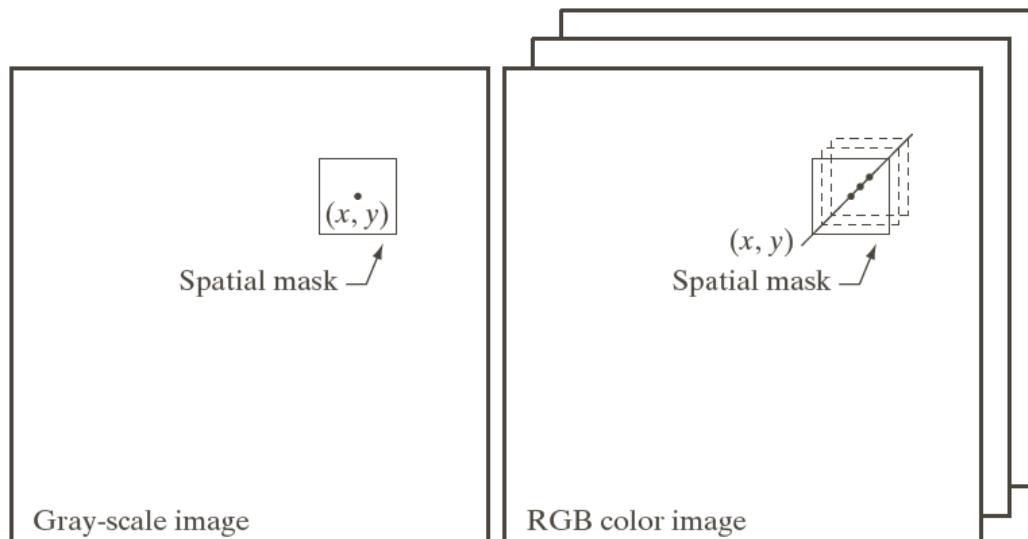 (x, y)
Spatial mask
Gray-scale image
(x, y)
Spatial mask
RGB color image